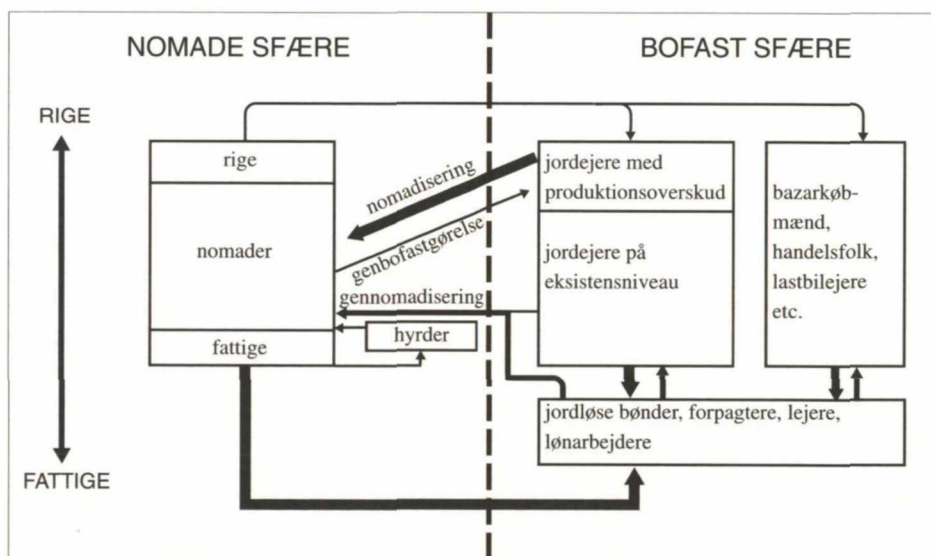 NOMADE SFÆRE
BOFAST SFÆRE
RIGE
FATTIGE
rige
nomader
fattige
nomadisering
genbofastgørelse
gennomadisering
hyrder
jordejere med
produktionsoverskud
jordejere på
eksistensniveau
bazarkøb-
mænd,
handelsfolk,
lastbilejere
etc.
jordløse bønder, forpagtere, lejere,
lønarbejdere